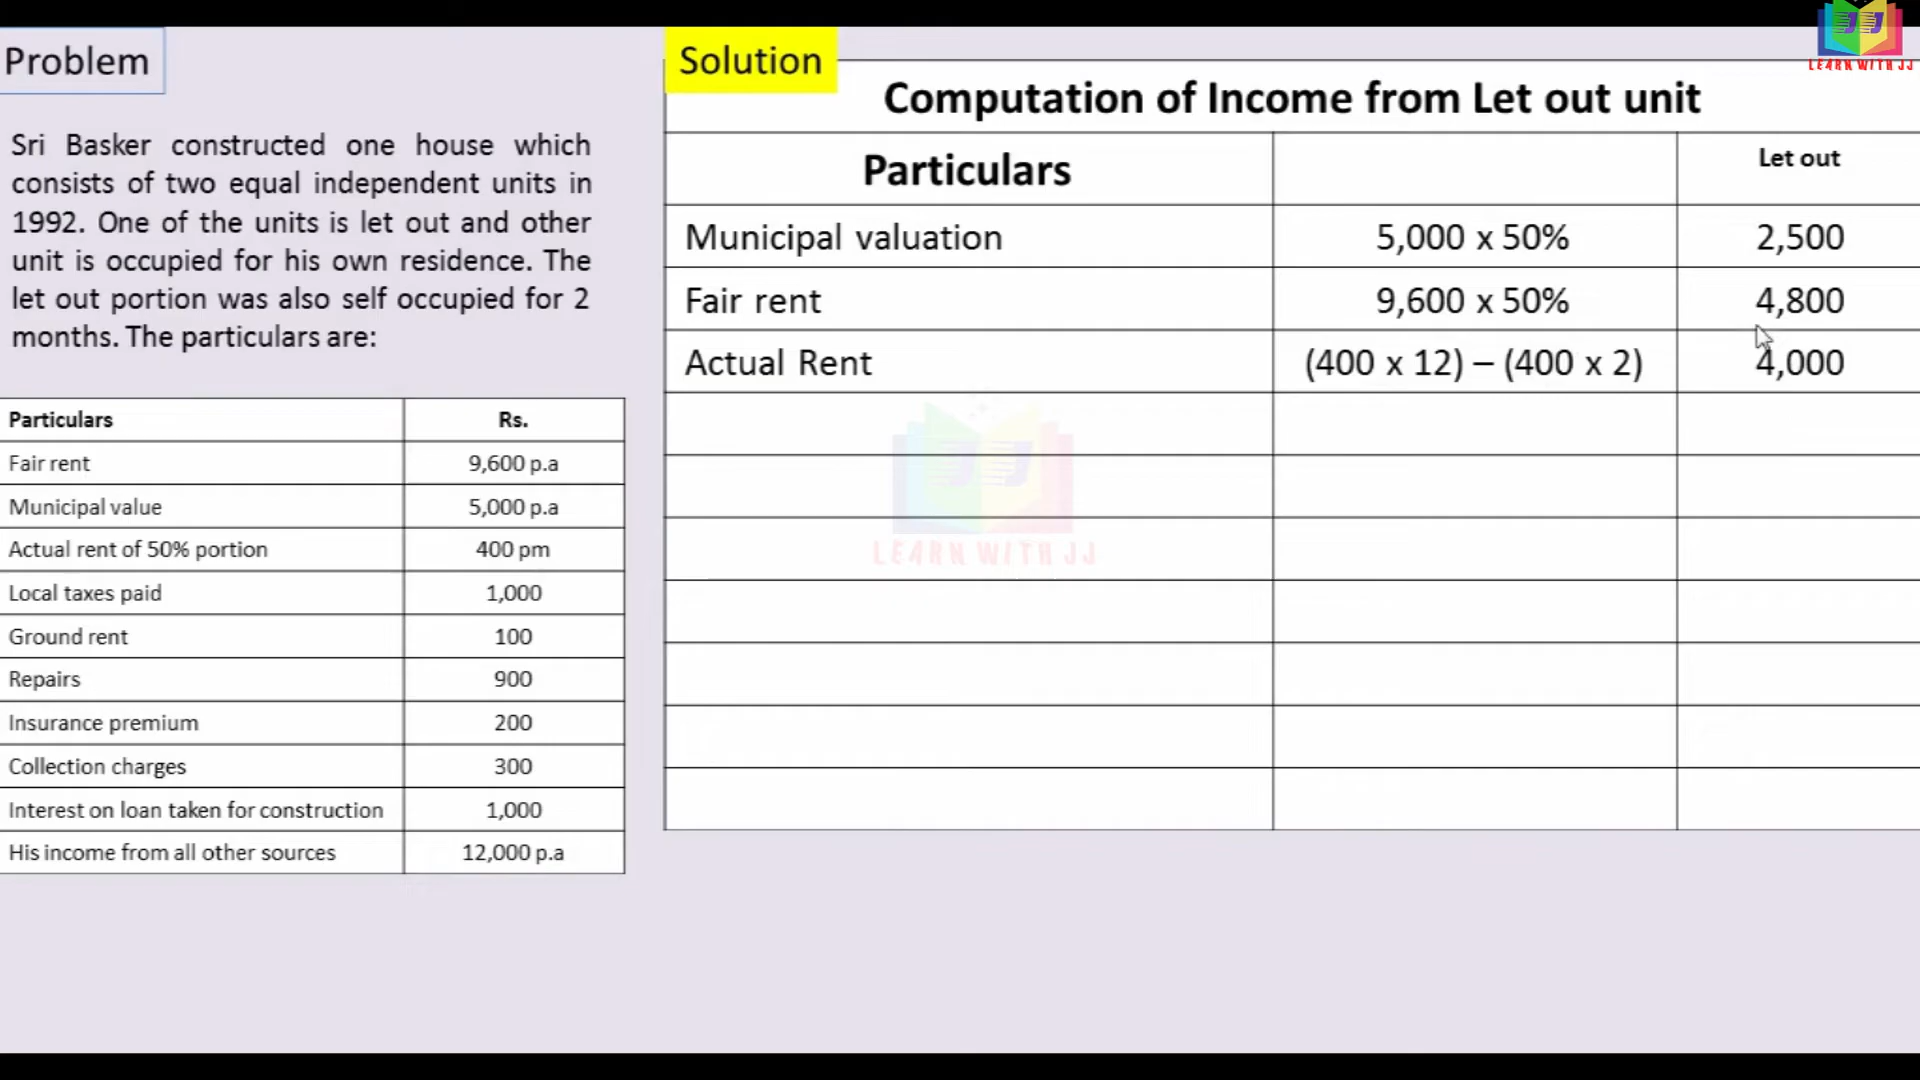 Problem
Sri Basker constructed one house which
consists of two equal independent units in
1992. One of the units is let out and other
unit is occupied for his own residence. The
let out portion was also self occupied for 2
months. The particulars are:
Particulars Rs.
Fair rent 9,600 p.a
Municipal value 5,000 p.a
Actual rent of 50% portion 400 pm
Local taxes paid 1,000
Ground rent 100
Repairs 900
Insurance premium 200
Collection charges 300
Interest on loan taken for construction 1,000
His income from all other sources 12,000 p.a
Solution
Computation of Income from Let out unit
Particulars Let out
Municipal valuation 5,000 x 50% 2,500
Fair rent 9,600 x 50% 4,800
Actual Rent (400 x 12) – (400 x 2) 4,000
JJ
LEARN WITH JJ
JJ
LEARN WITH JJ